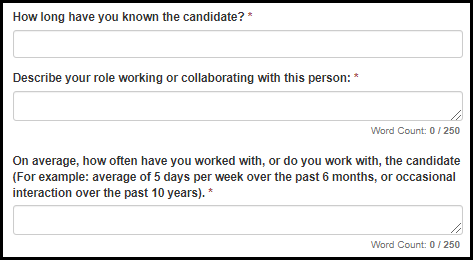 How long have you known the candidate? *
Describe your role working or collaborating with this person: *
Word Count: 0 / 250
On average, how often have you worked with, or do you work with, the candidate
(For example: average of 5 days per week over the past 6 months, or occasional
interaction over the past 10 years). *
Word Count: 0 / 250